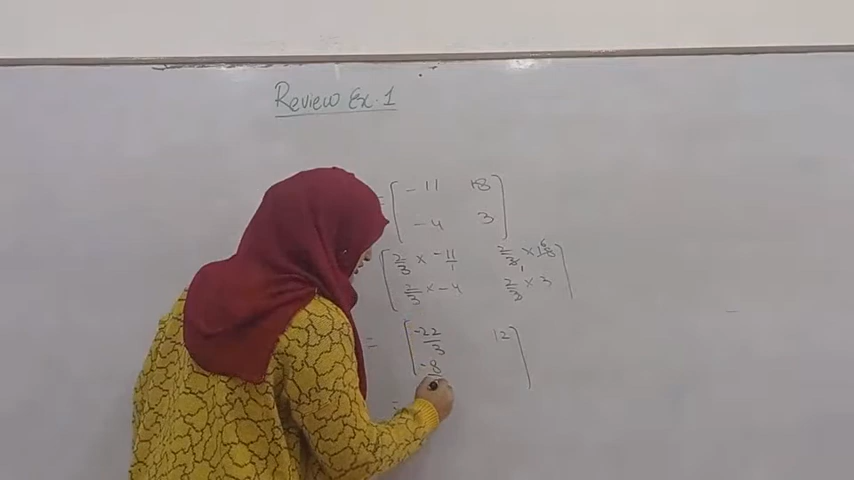 Review Ex. 1
= [ -11 18
-4 3 ]
[ 2/3 × -11/1 2/3 × 18
2/3 × -4 2/3 × 3 ]
= [ -22/3 12
-8 ]
=